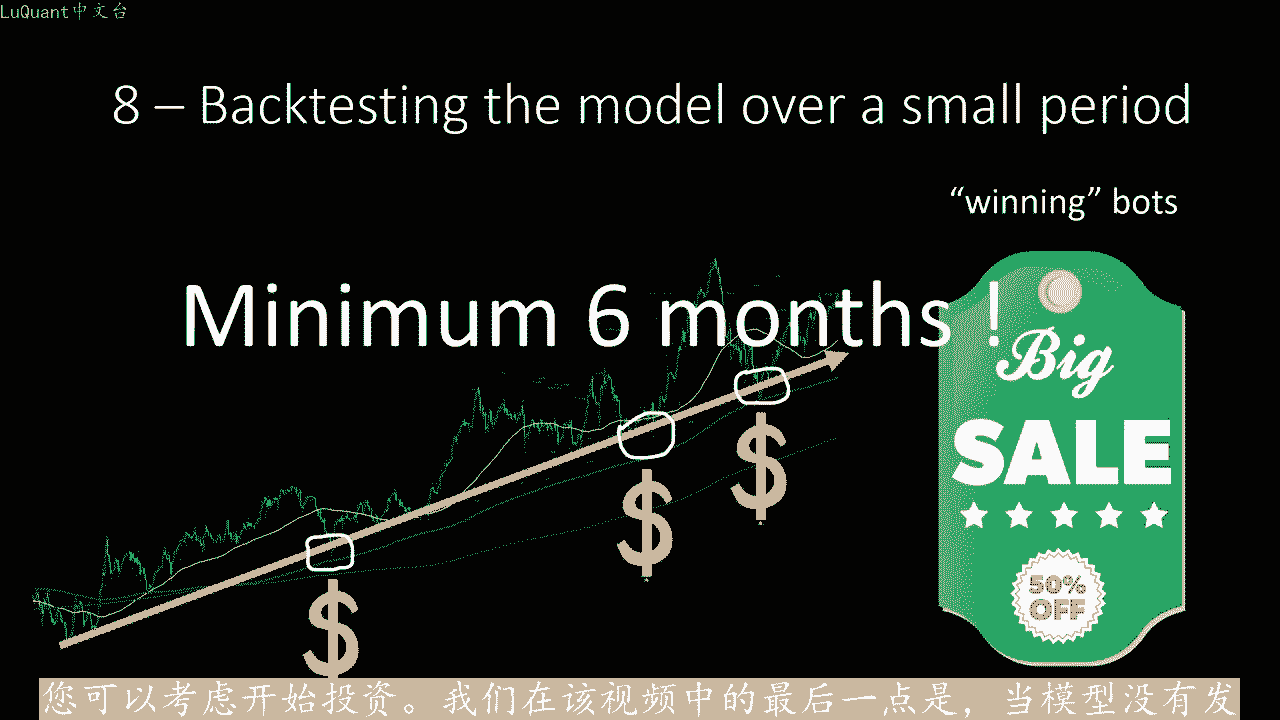 LuQuant中文台
8 – Backtesting the model over a small period
“winning” bots
Minimum 6 months !
Big
SALE
50%
OFF
$
$
$
您可以考虑开始投资。我们在该视频中的最后一点是，当模型没有发